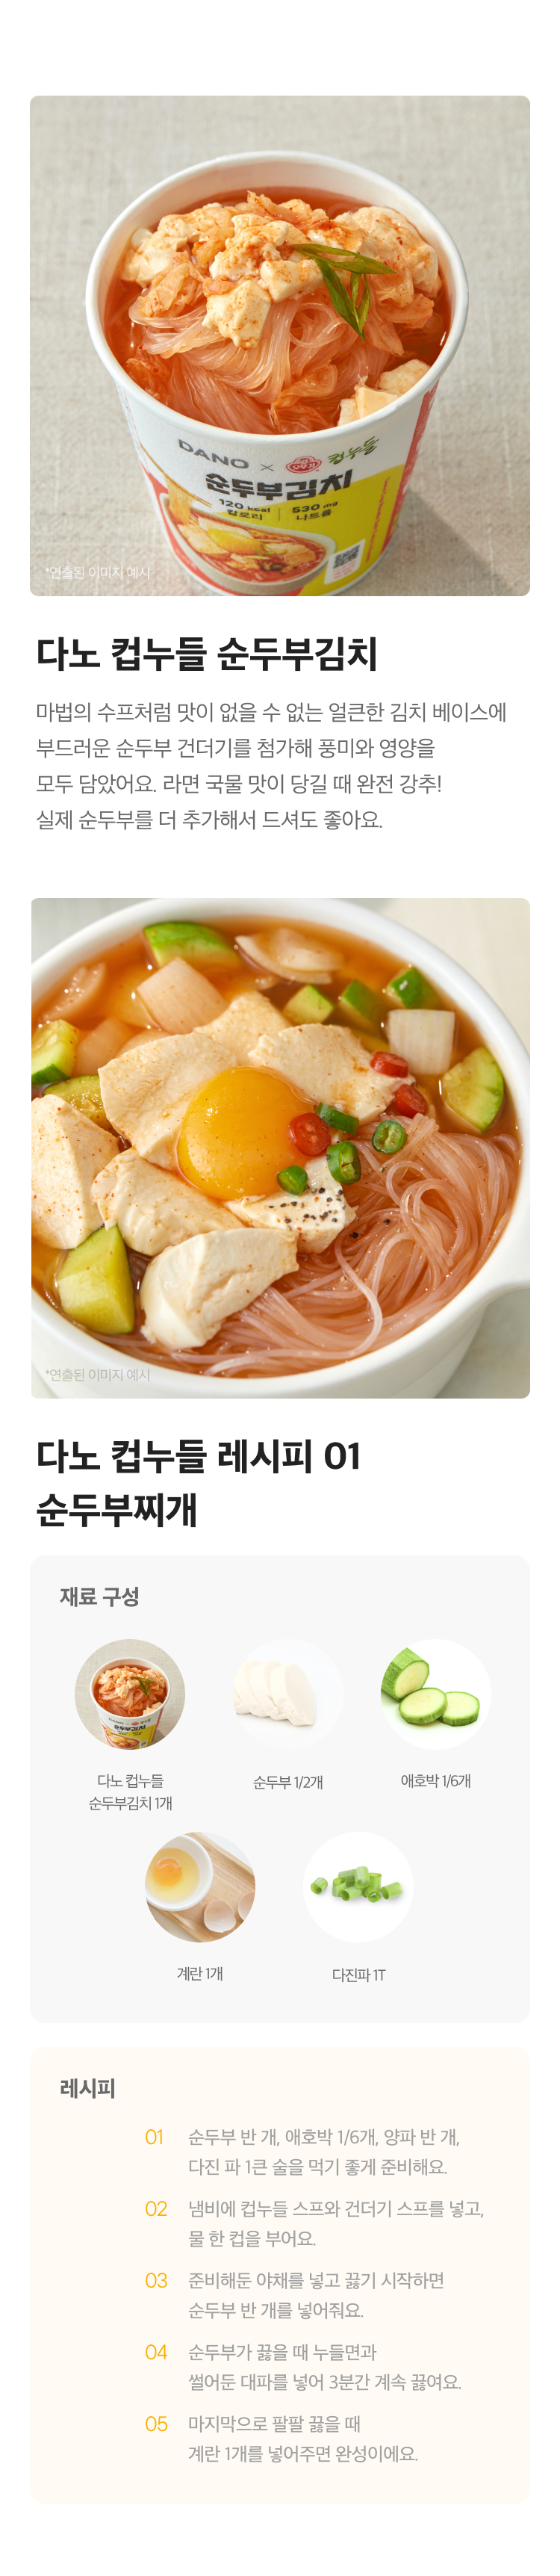 DANO × 오뚜기 컵누들
순두부김치
120 kcal 530 mg
칼로리 나트륨
*연출된 이미지 예시
다노 컵누들 순두부김치
마법의 수프처럼 맛이 없을 수 없는 얼큰한 김치 베이스에
부드러운 순두부 건더기를 첨가해 풍미와 영양을
모두 담았어요. 라면 국물 맛이 당길 때 완전 강추!
실제 순두부를 더 추가해서 드셔도 좋아요.
*연출된 이미지 예시
다노 컵누들 레시피 01
순두부찌개
재료 구성
다노 컵누들
순두부김치 1개
순두부 1/2개
애호박 1/6개
계란 1개
다진파 1T
레시피
01 순두부 반 개, 애호박 1/6개, 양파 반 개,
다진 파 1큰 술을 먹기 좋게 준비해요.
02 냄비에 컵누들 스프와 건더기 스프를 넣고,
물 한 컵을 부어요.
03 준비해둔 야채를 넣고 끓기 시작하면
순두부 반 개를 넣어줘요.
04 순두부가 끓을 때 누들면과
썰어둔 대파를 넣어 3분간 계속 끓여요.
05 마지막으로 팔팔 끓을 때
계란 1개를 넣어주면 완성이에요.